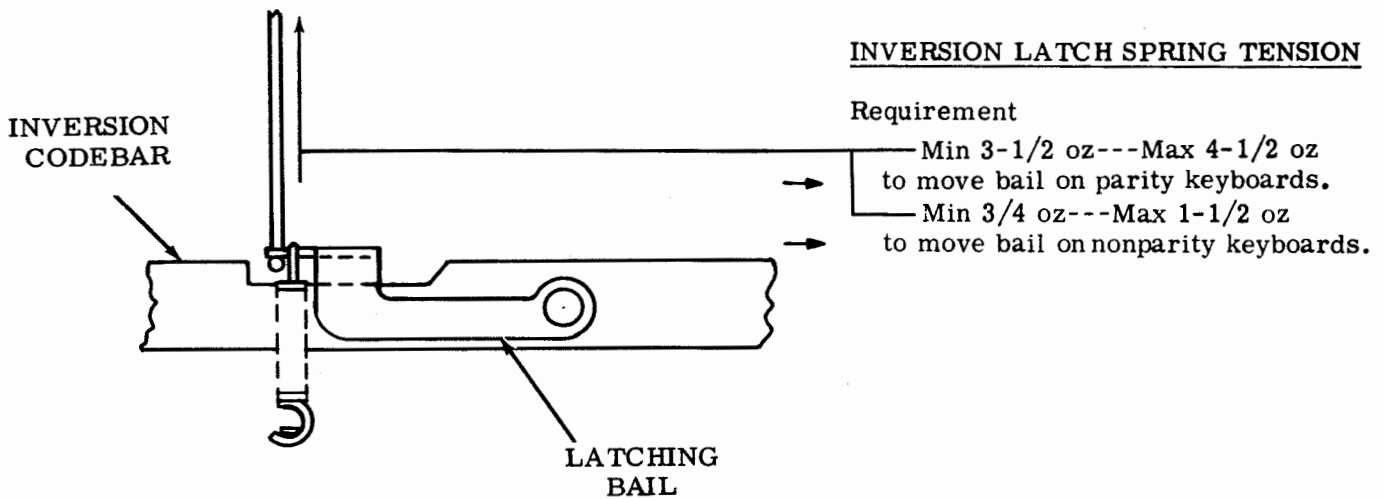 INVERSION LATCH SPRING TENSION
INVERSION
CODEBAR
Requirement
Min 3-1/2 oz---Max 4-1/2 oz
to move bail on parity keyboards.
Min 3/4 oz---Max 1-1/2 oz
to move bail on nonparity keyboards.
LATCHING
BAIL